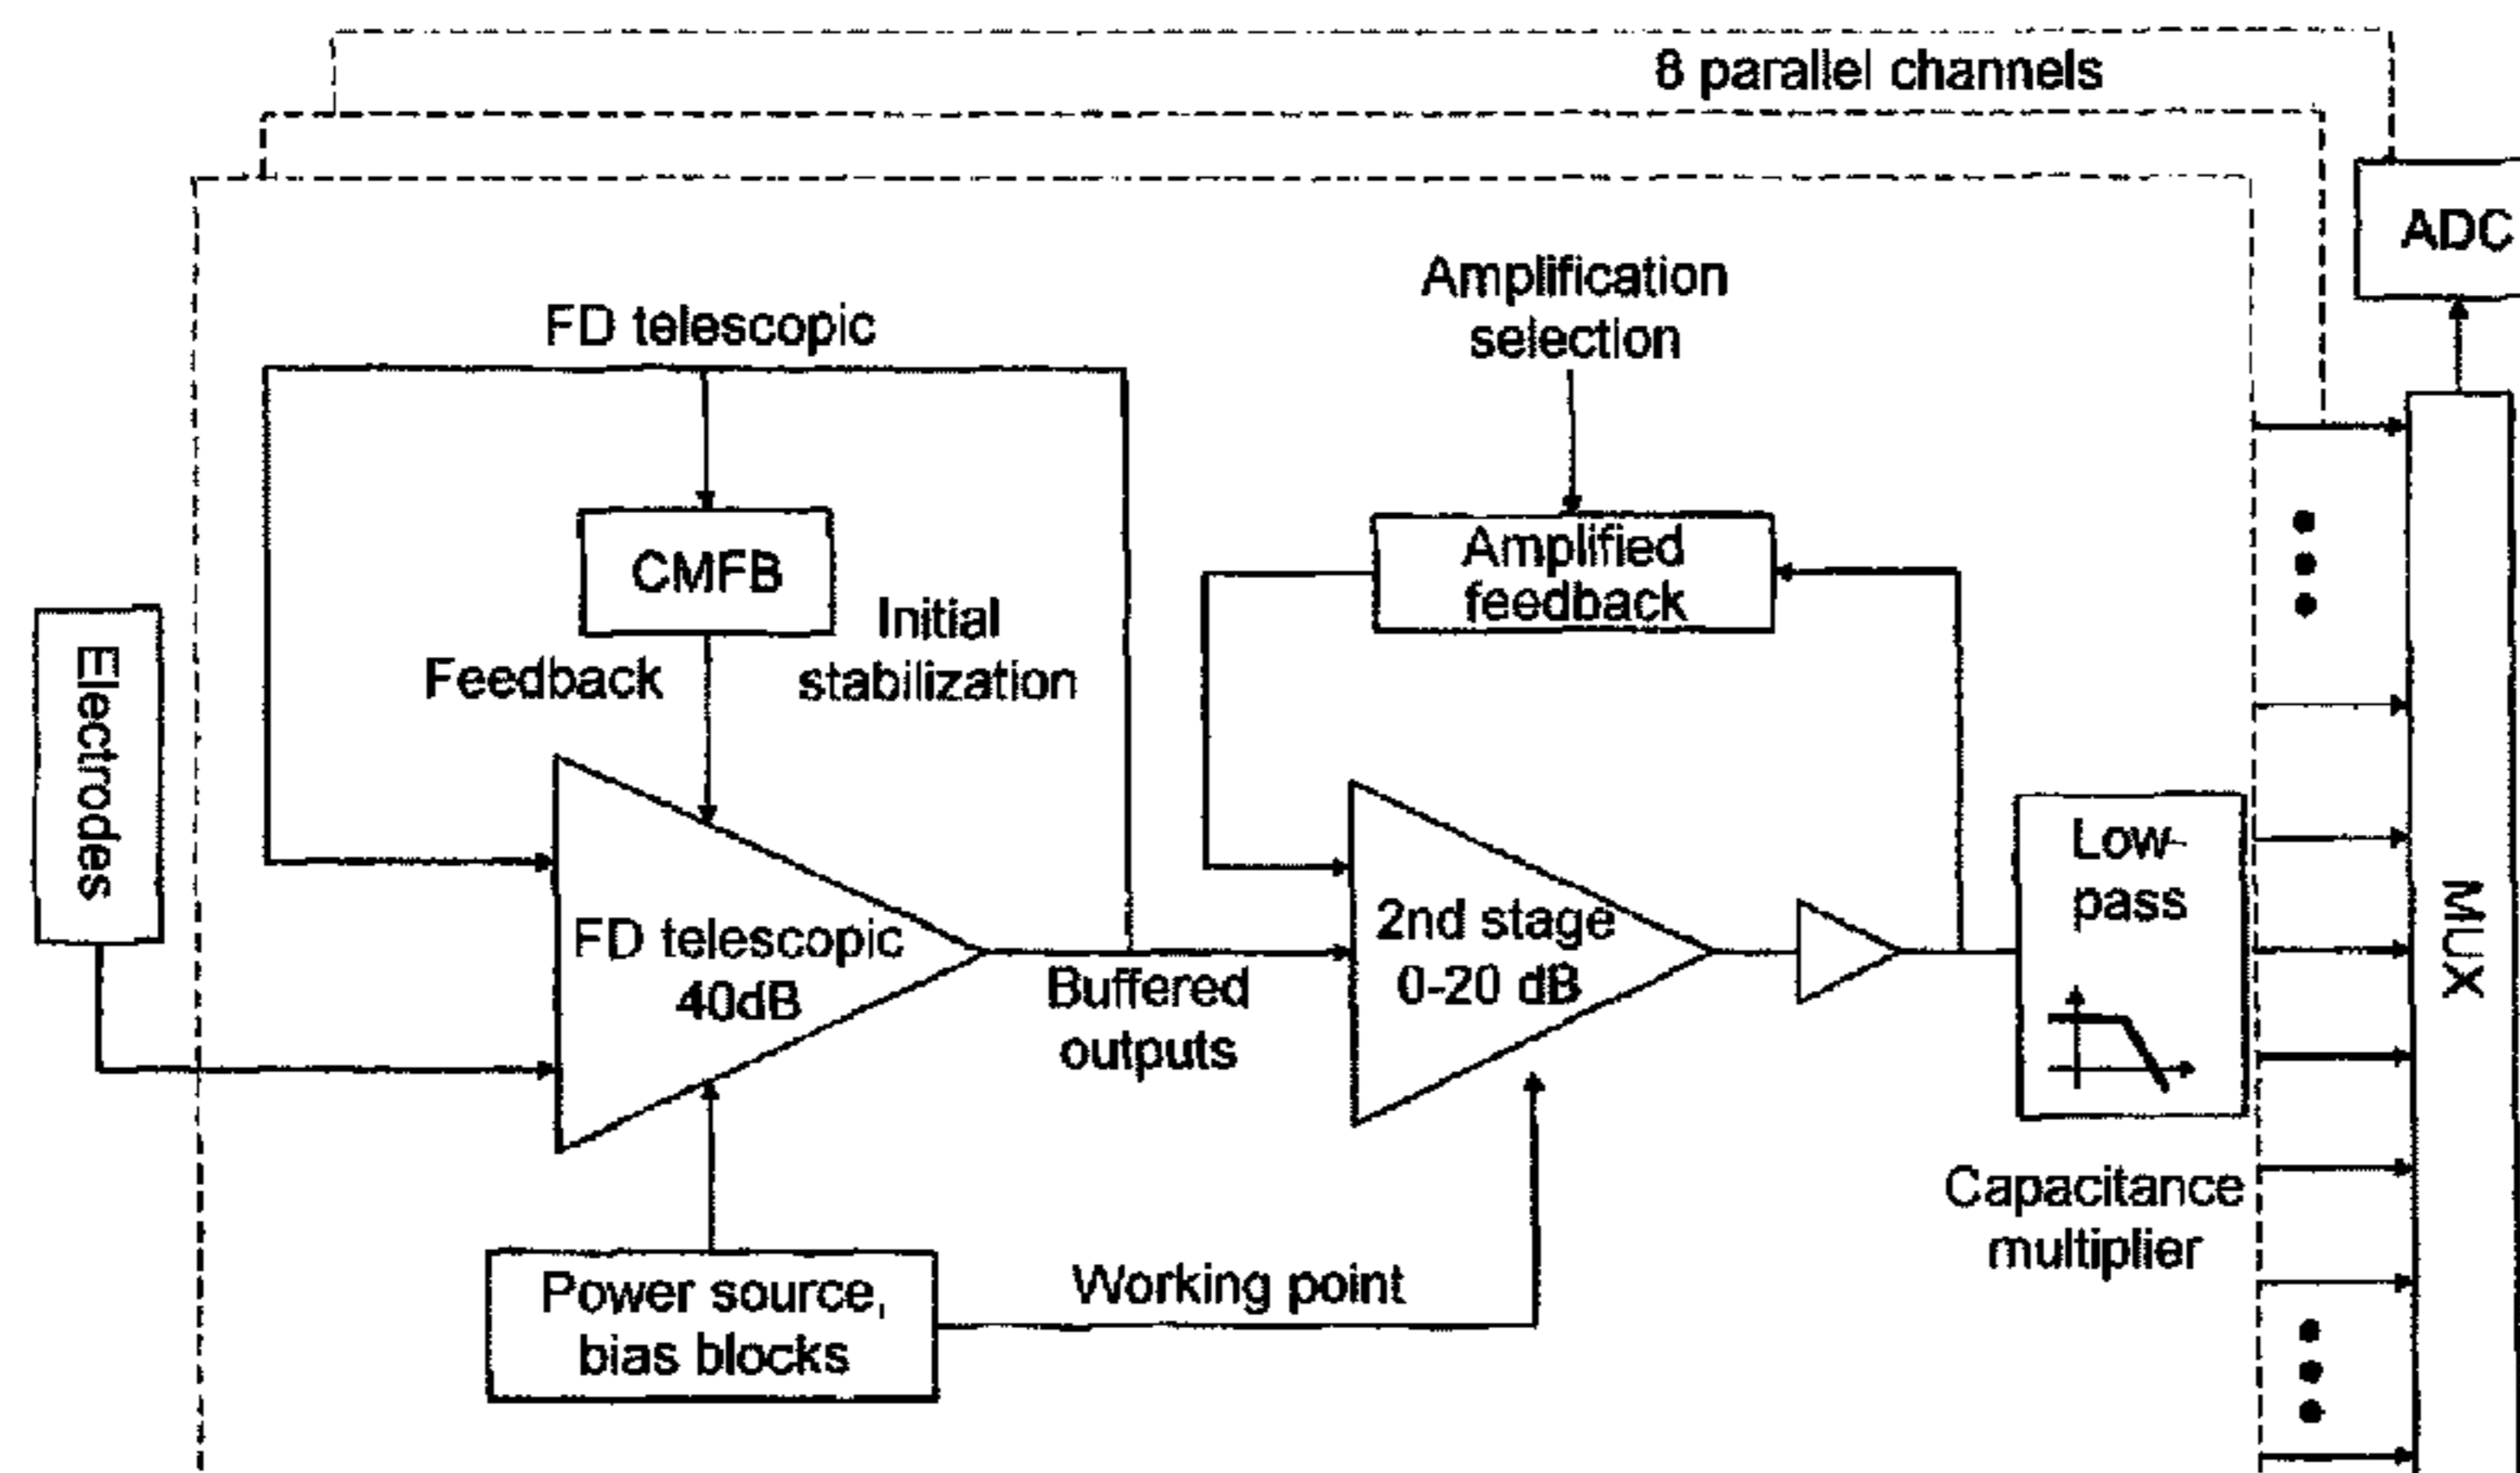 8 parallel channels
ADC
Amplification
selection
FD telescopic
CMFB
Amplified
feedback
Initial
stabilization
Feedback
Electrodes
Low-
pass
MUX
FD telescopic
40dB
2nd stage
0-20 dB
Buffered
outputs
Capacitance
multiplier
Power source,
bias blocks
Working point